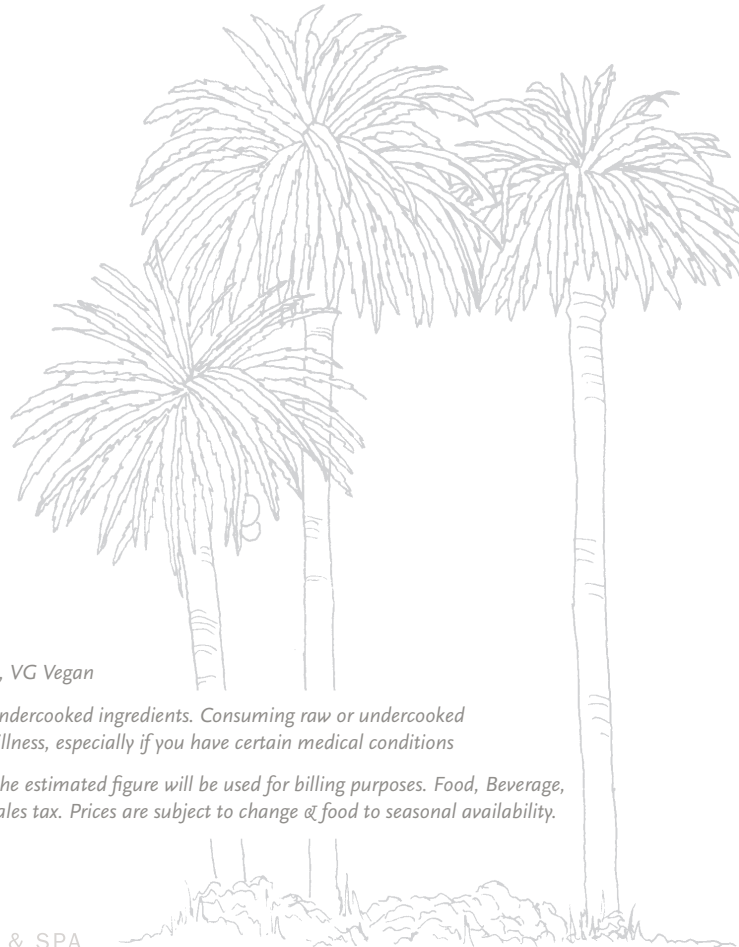 , VG Vegan
ndercooked ingredients. Consuming raw or undercooked
llness, especially if you have certain medical conditions
he estimated figure will be used for billing purposes. Food, Beverage,
ales tax. Prices are subject to change & food to seasonal availability.
& SPA